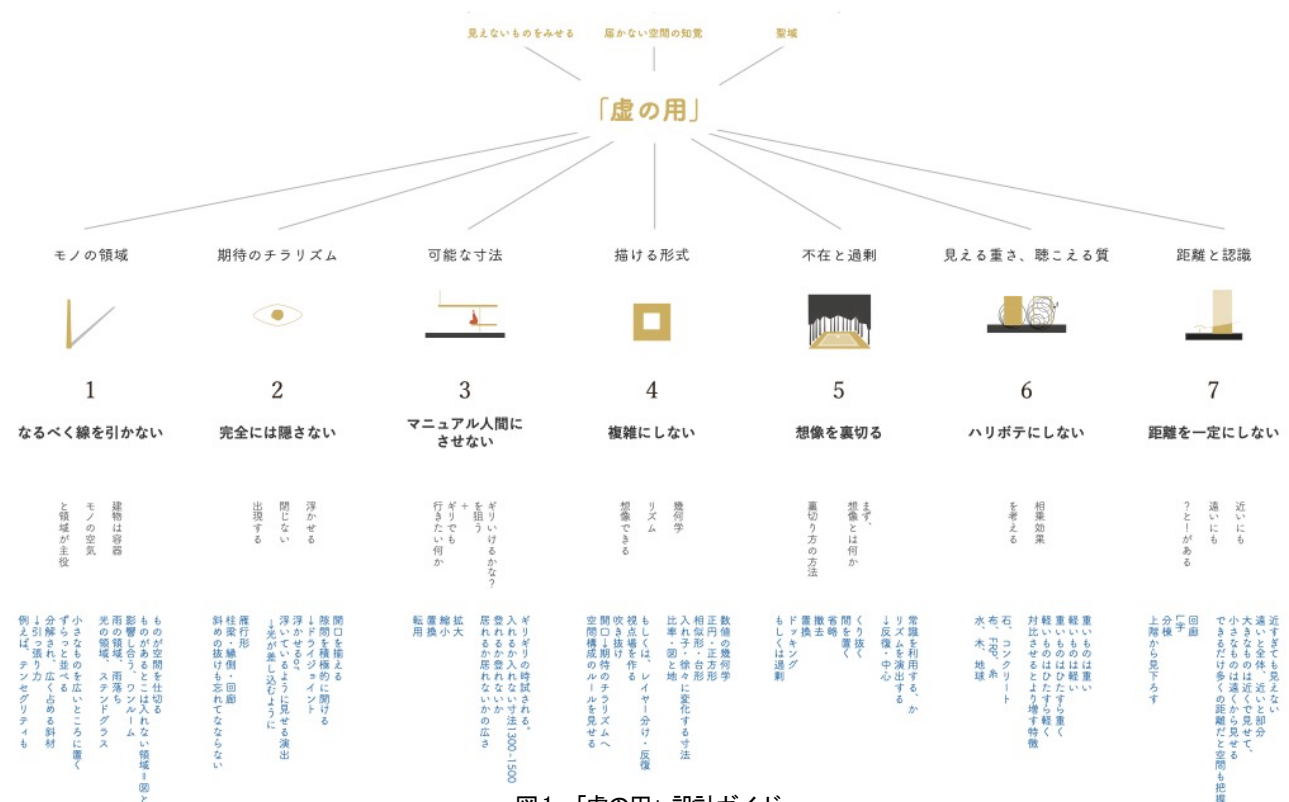 見えないものをみせる
届かない空間の知覚
聖域
「虚の用」
モノの領域
期待のチラリズム
可能な寸法
描ける形式
不在と過剰
見える重さ、聴こえる質
距離と認識
1
2
3
4
5
6
7
なるべく線を引かない
完全には隠さない
マニュアル人間に
させない
複雑にしない
想像を裏切る
ハリボテにしない
距離を一定にしない
建物は容器
モノの空気
と領域が主役
浮かせる
閉じない
出現する
ギリいけるかな?
を狙う
+
ギリでも
行きたい何か
幾何学
リズム
想像できる
まず、
想像とは何か
裏切り方の方法
相乗効果
を考える
近いにも
遠いにも
?と!がある
ものが空間を仕切る
ものがあるとこは入れない領域=図と
影響し合う、ワンルーム
雨の領域、雨落ち
光の領域、ステンドグラス
小さなものを広いところに置く
ずらっと並べる
分解され、広く占める斜材
→引っ張り力
例えば、テンセグリティも
開口を揃える
隙間を積極的に開ける
→ドライジョイント
浮かせるor
浮いているように見せる演出
→光が差し込むように
雁行形
柱梁・縁側・回廊
斜めの抜けも忘れてならない
ギリギリの時試される。
入れるか入れない寸法1300~1500
登れるか登れないか
居れるか居れないかの広さ
拡大
縮小
置換
転用
数値の幾何学
正円・正方形
相似形・台形
入れ子・徐々に変化する寸法
比率・図と地
もしくは、レイヤー分け・反復
視点場を作る
吹き抜け
開口→期待のチラリズムへ
空間構成のルールを見せる
常識を利用する、か
リズムを演出する
→反復・中心
くり抜く
間を置く
省略
撤去
置換
ドッキング
もしくは過剰
重いものは重い
軽いものは軽い
重いものはひたすら重く
軽いものはひたすら軽く
対比させるとより増す特徴
石、コンクリート
布、FRP、糸
水、木、地球
近すぎても見えない
遠いと全体、近いと部分
大きなものは近くで見せて、
小さなものは遠くから見せる
できるだけ多くの距離だと空間も把握
回廊
L字
分棟
上階から見下ろす
図1 「虚の用」設計ガイド